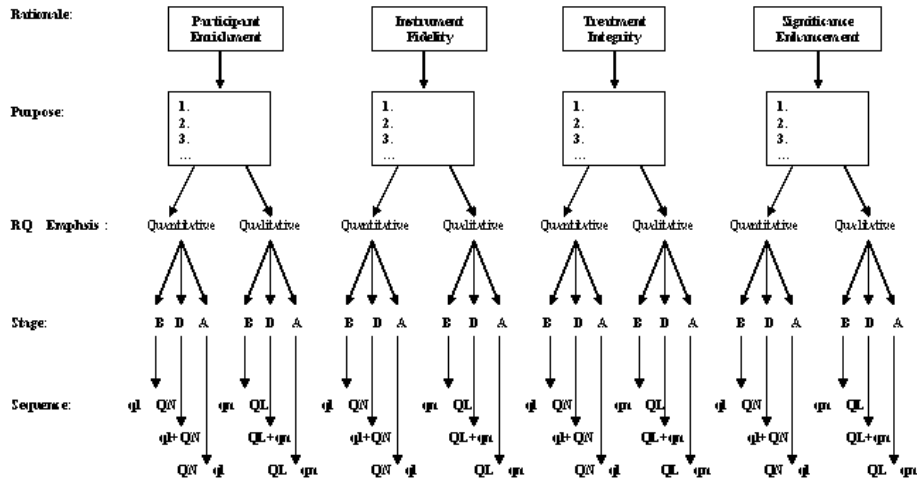 Rationale: Participant Enrichment Instrument Fidelity Treatment Integrity Significance Enhancement
Purpose: 1. 2. 3. ... 1. 2. 3. ... 1. 2. 3. ... 1. 2. 3. ...
RQ Emphsis : Quantitative Qualitative Quantitative Qualitative Quantitative Qualitative Quantitative Qualitative
Stage: B D A B D A B D A B D A B D A B D A B D A B D A
Sequence: ql QN qn QL ql QN qn QL ql QN qn QL ql QN qn QL
ql+QN QL+qn ql+QN QL+qn ql+QN QL+qn ql+QN QL+qn
QN ql QL qn QN ql QL qn QN ql QL qn QN ql QL qn